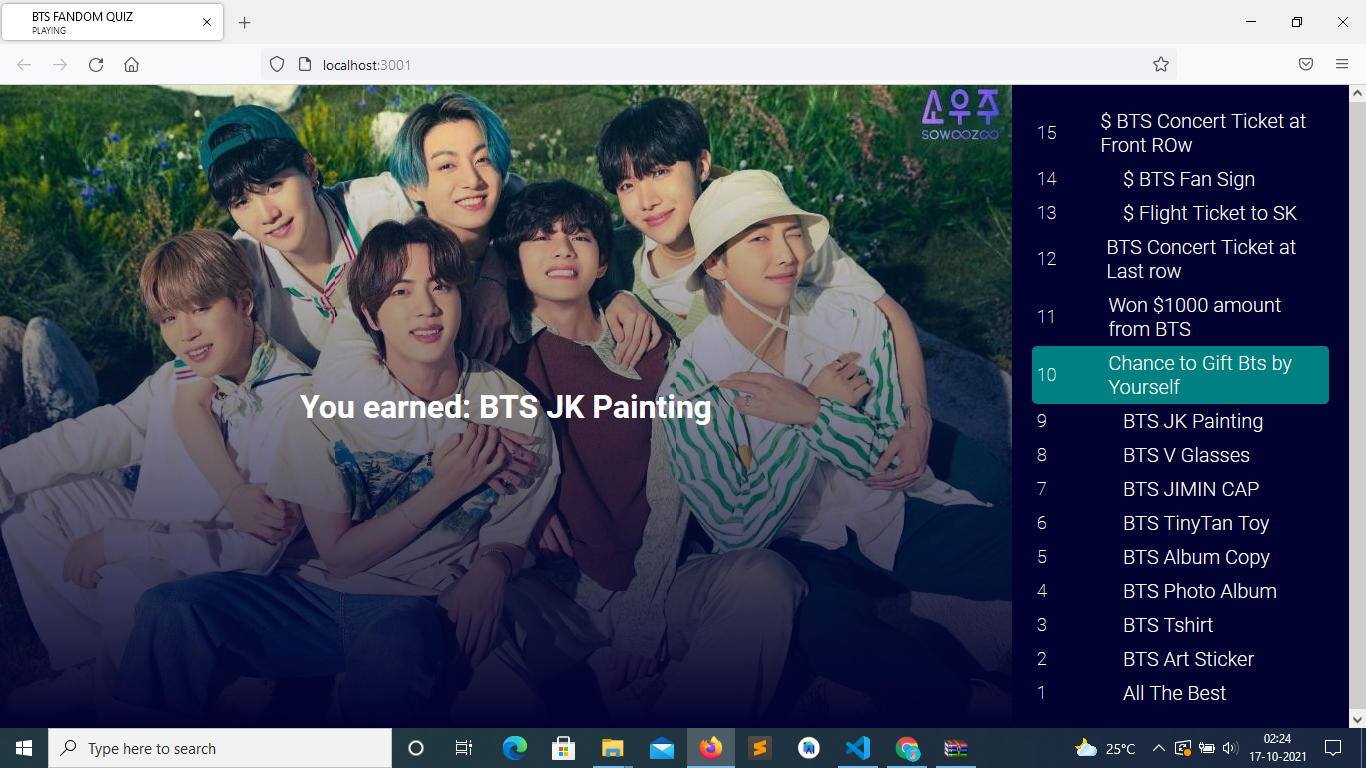 BTS FANDOM QUIZ
PLAYING
localhost:3001
소우주
SOWOOZOO
You earned: BTS JK Painting
15 $ BTS Concert Ticket at
Front ROw
14 $ BTS Fan Sign
13 $ Flight Ticket to SK
12 BTS Concert Ticket at
Last row
11 Won $1000 amount
from BTS
10 Chance to Gift Bts by
Yourself
9 BTS JK Painting
8 BTS V Glasses
7 BTS JIMIN CAP
6 BTS TinyTan Toy
5 BTS Album Copy
4 BTS Photo Album
3 BTS Tshirt
2 BTS Art Sticker
1 All The Best
Type here to search
25°C
02:24
17-10-2021